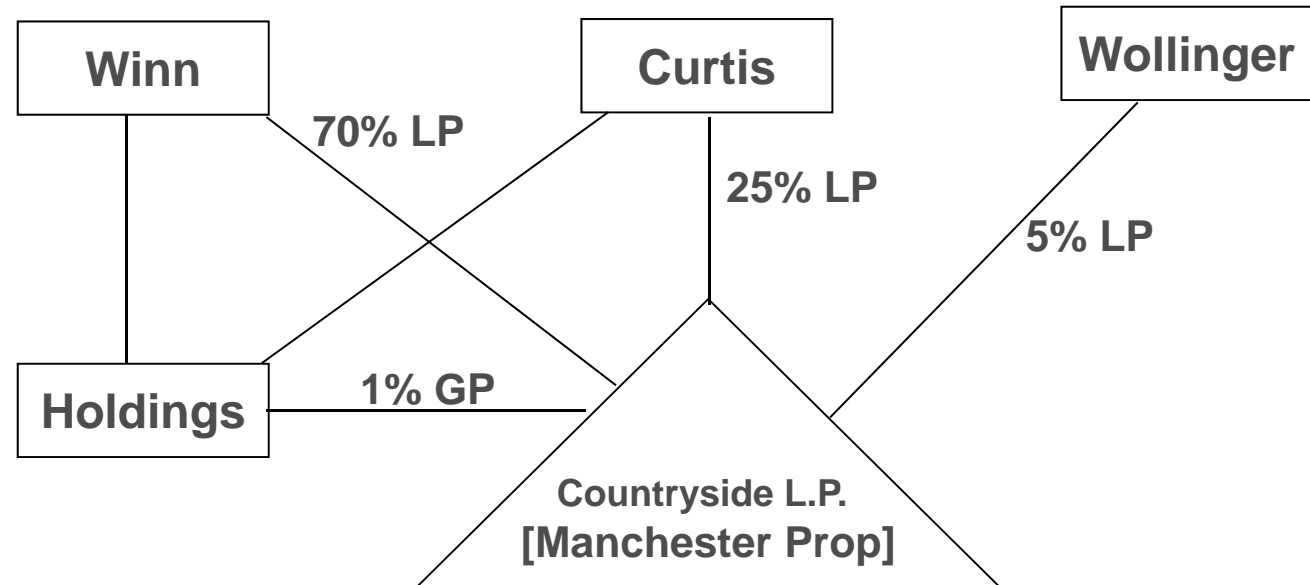 Winn
Curtis
Wollinger
70% LP
25% LP
5% LP
Holdings
1% GP
Countryside L.P.
[Manchester Prop]